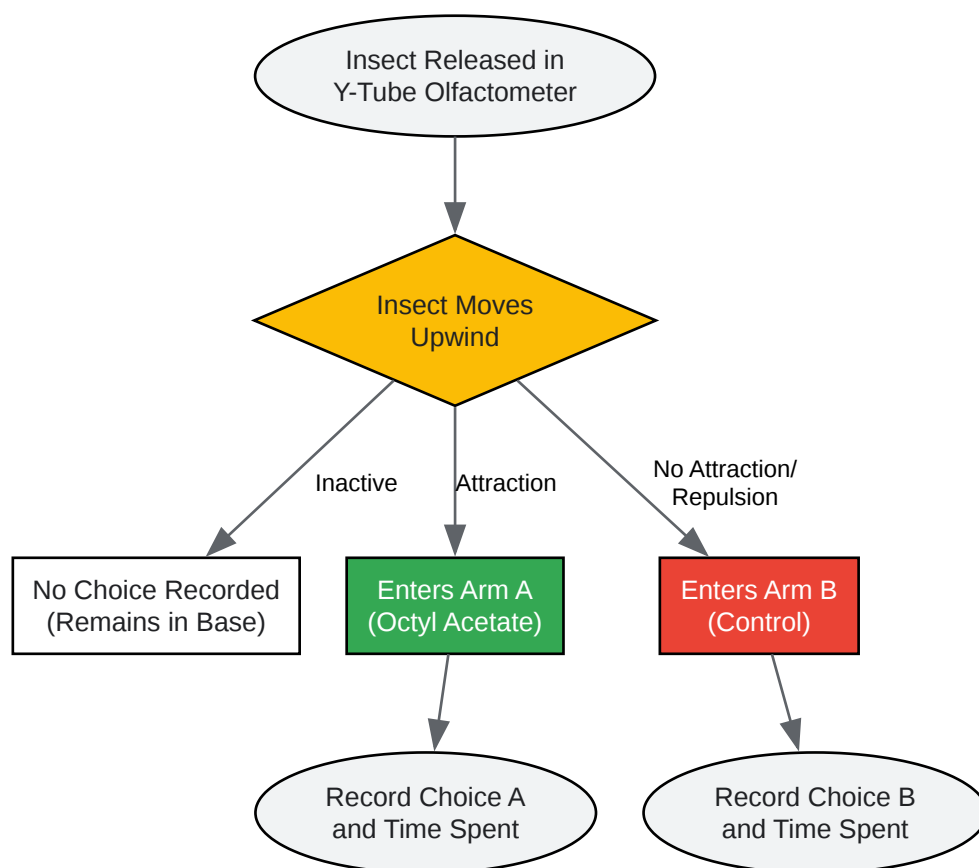 Insect Released in
Y-Tube Olfactometer
Insect Moves
Upwind
Inactive
Attraction
No Attraction/
Repulsion
No Choice Recorded
(Remains in Base)
Enters Arm A
(Octyl Acetate)
Enters Arm B
(Control)
Record Choice A
and Time Spent
Record Choice B
and Time Spent